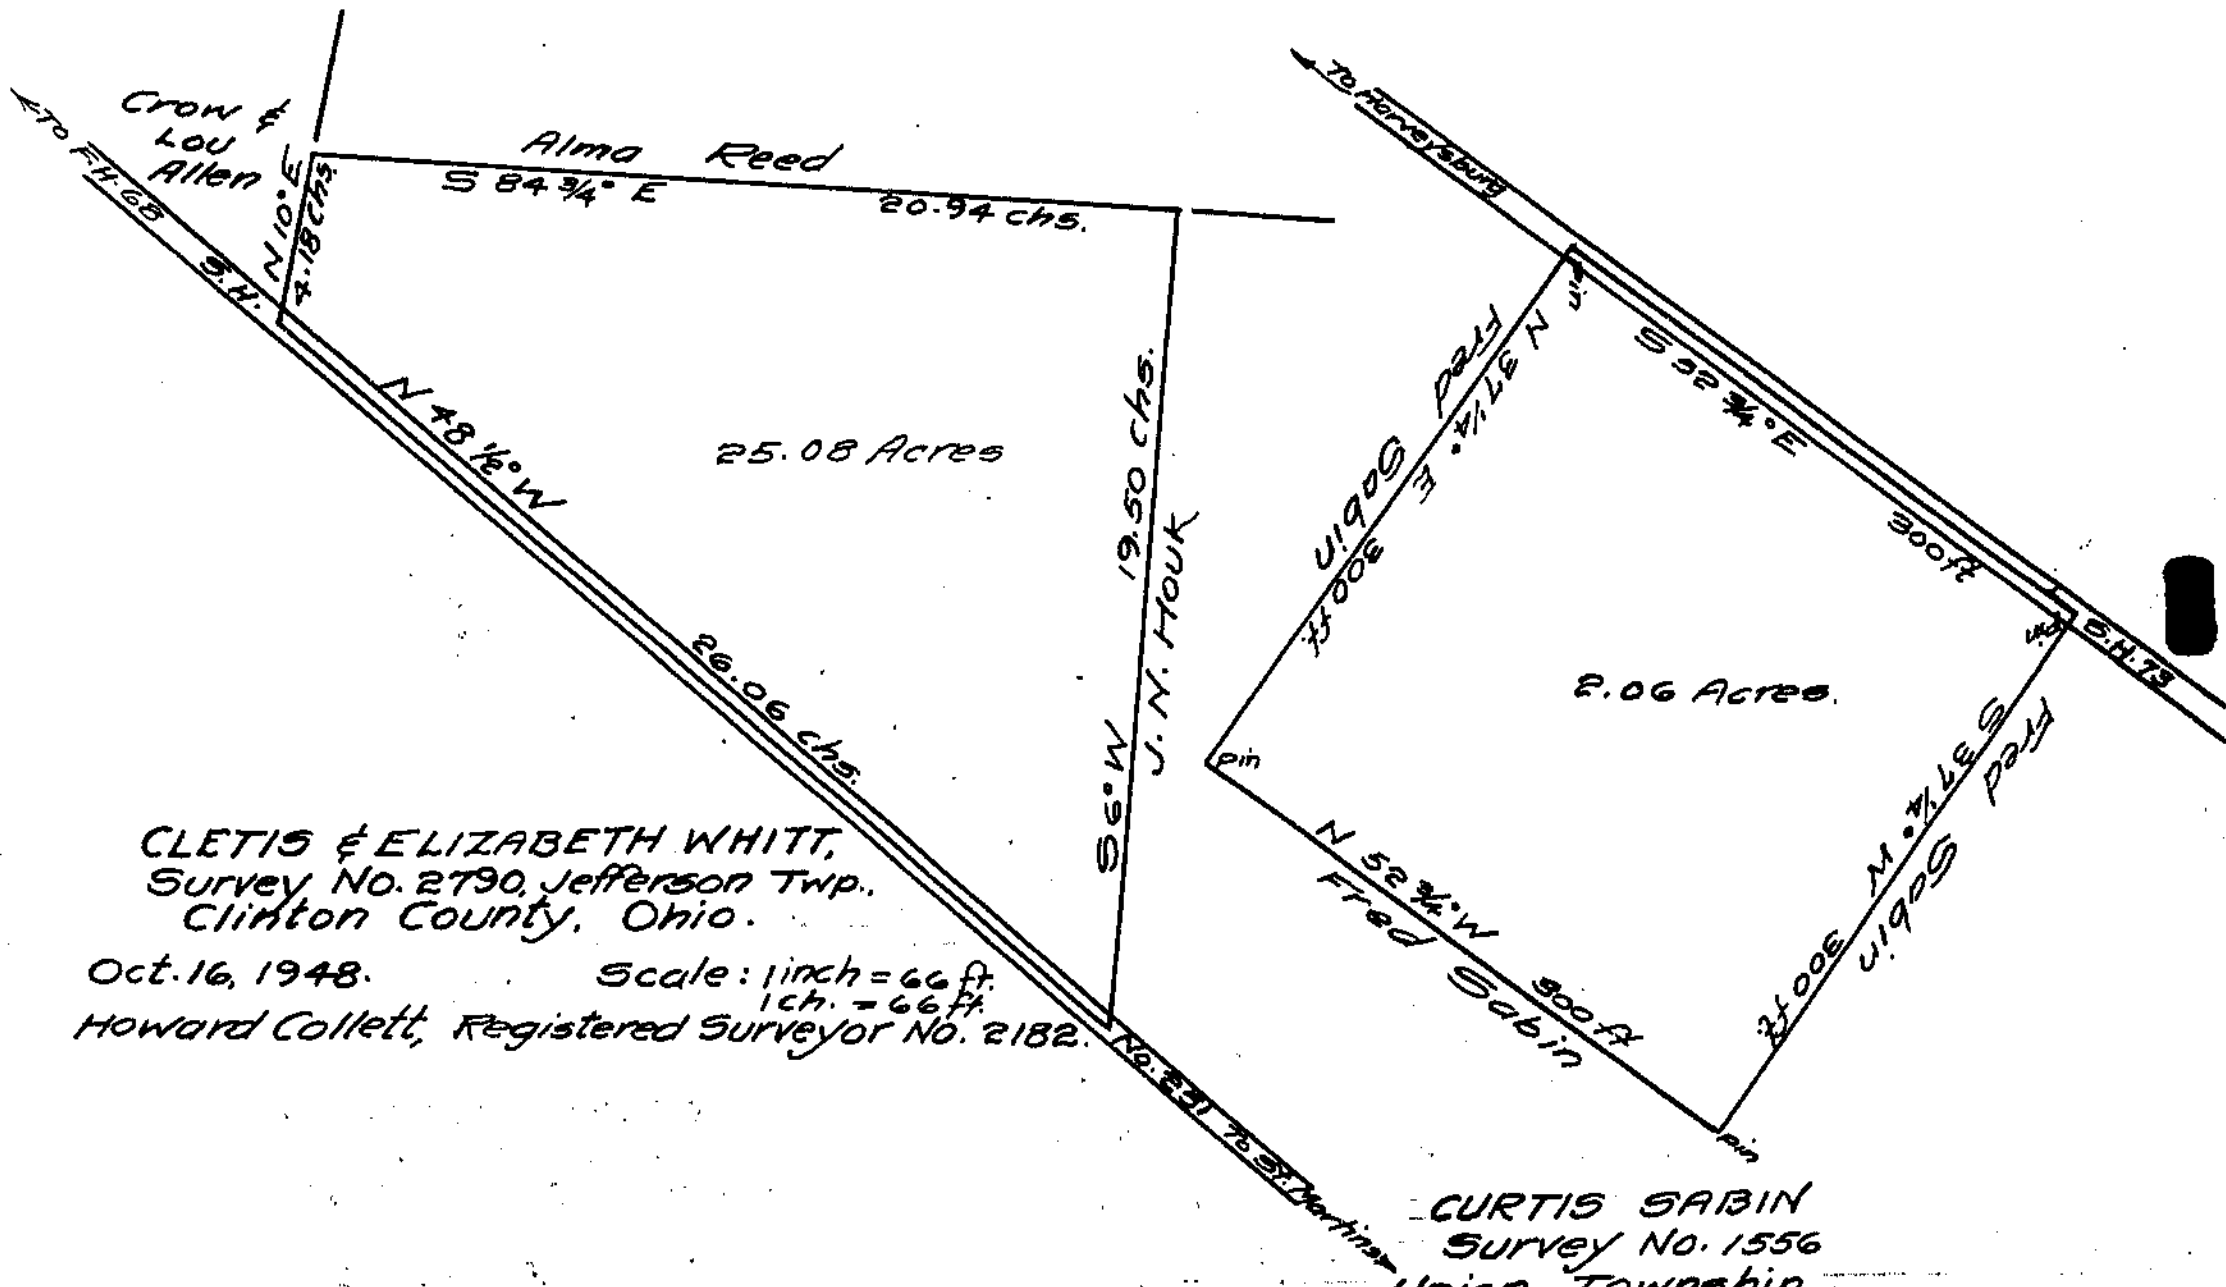 Crow &
Lou
Allen
To F.H. 68
S.H.
N 10° E
4.18 chs.
Alma Reed
S 84 3/4° E
20.94 chs.
N 48 1/2° W
26.06 chs.
25.08 Acres
19.50 chs.
S 6° W
J. N. Houk
No. 251 To St. Martins
CLETIS & ELIZABETH WHITT,
Survey No. 2790, Jefferson Twp.,
Clinton County, Ohio.
Oct. 16, 1948.
Scale: 1 inch = 66 ft.
1 ch. = 66 ft.
Howard Collett, Registered Surveyor No. 2182.
To Harveysburg
S.H. 73
pin
S 52 3/4° E
300 ft
pin
Fred Sabin
N 37 1/4° E
300 ft
2.06 Acres.
Fred Sabin
S 37 1/4° W
300 ft
pin
N 52 3/4° W
300 ft
Fred Sabin
pin
CURTIS SABIN
Survey No. 1556
Union Township